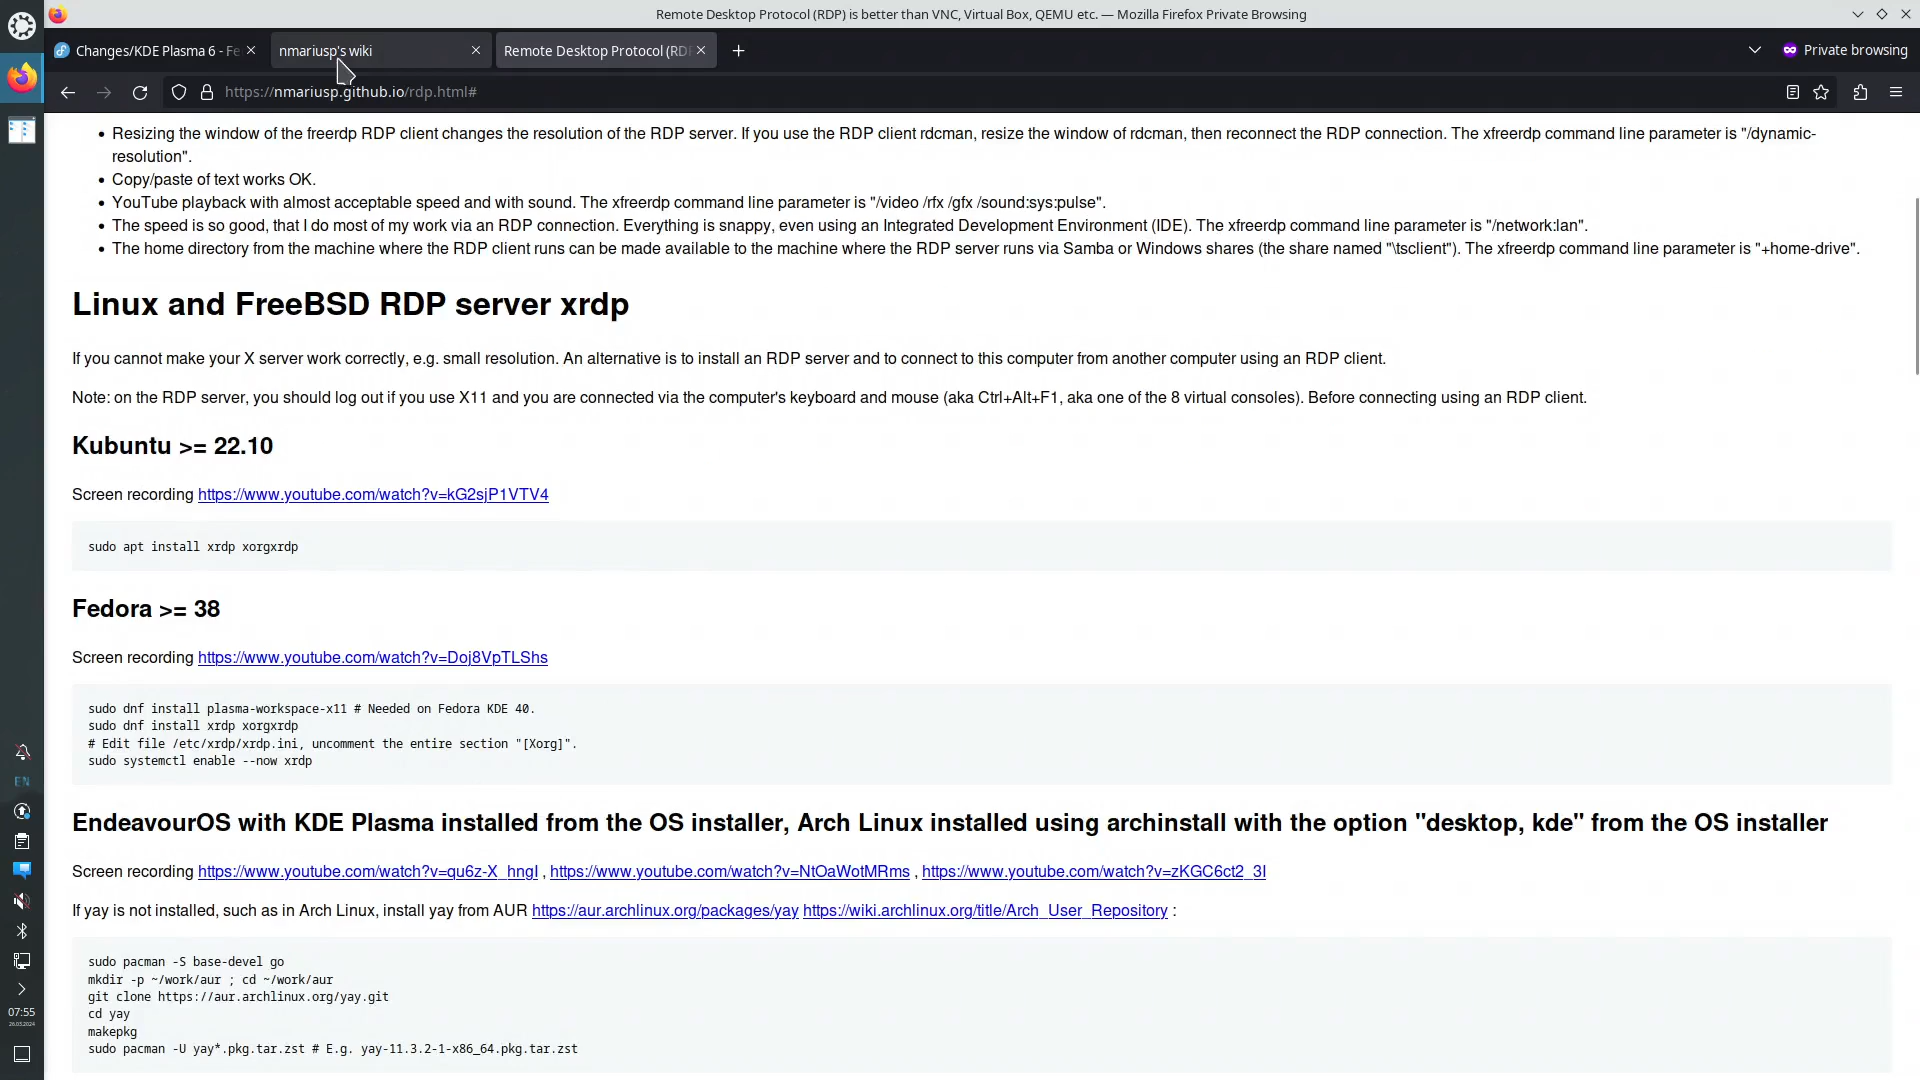 Remote Desktop Protocol (RDP) is better than VNC, Virtual Box, QEMU etc. — Mozilla Firefox Private Browsing
Changes/KDE Plasma 6 - Fe
nmariusp's wiki
Remote Desktop Protocol (RD
Private browsing
https://nmariusp.github.io/rdp.html#
• Resizing the window of the freerdp RDP client changes the resolution of the RDP server. If you use the RDP client rdcman, resize the window of rdcman, then reconnect the RDP connection. The xfreerdp command line parameter is "/dynamic-
resolution".
• Copy/paste of text works OK.
• YouTube playback with almost acceptable speed and with sound. The xfreerdp command line parameter is "/video /rfx /gfx /sound:sys:pulse".
• The speed is so good, that I do most of my work via an RDP connection. Everything is snappy, even using an Integrated Development Environment (IDE). The xfreerdp command line parameter is "/network:lan".
• The home directory from the machine where the RDP client runs can be made available to the machine where the RDP server runs via Samba or Windows shares (the share named "\tsclient"). The xfreerdp command line parameter is "+home-drive".
Linux and FreeBSD RDP server xrdp
If you cannot make your X server work correctly, e.g. small resolution. An alternative is to install an RDP server and to connect to this computer from another computer using an RDP client.
Note: on the RDP server, you should log out if you use X11 and you are connected via the computer's keyboard and mouse (aka Ctrl+Alt+F1, aka one of the 8 virtual consoles). Before connecting using an RDP client.
Kubuntu >= 22.10
Screen recording https://www.youtube.com/watch?v=kG2sjP1VTV4
sudo apt install xrdp xorgxrdp
Fedora >= 38
Screen recording https://www.youtube.com/watch?v=Doj8VpTLShs
sudo dnf install plasma-workspace-x11 # Needed on Fedora KDE 40.
sudo dnf install xrdp xorgxrdp
# Edit file /etc/xrdp/xrdp.ini, uncomment the entire section "[Xorg]".
sudo systemctl enable --now xrdp
EndeavourOS with KDE Plasma installed from the OS installer, Arch Linux installed using archinstall with the option "desktop, kde" from the OS installer
Screen recording https://www.youtube.com/watch?v=qu6z-X_hngI , https://www.youtube.com/watch?v=NtOaWotMRms , https://www.youtube.com/watch?v=zKGC6ct2_3I
If yay is not installed, such as in Arch Linux, install yay from AUR https://aur.archlinux.org/packages/yay https://wiki.archlinux.org/title/Arch_User_Repository :
sudo pacman -S base-devel go
mkdir -p ~/work/aur ; cd ~/work/aur
git clone https://aur.archlinux.org/yay.git
cd yay
makepkg
sudo pacman -U yay*.pkg.tar.zst # E.g. yay-11.3.2-1-x86_64.pkg.tar.zst
EN
07:55
26.03.2024